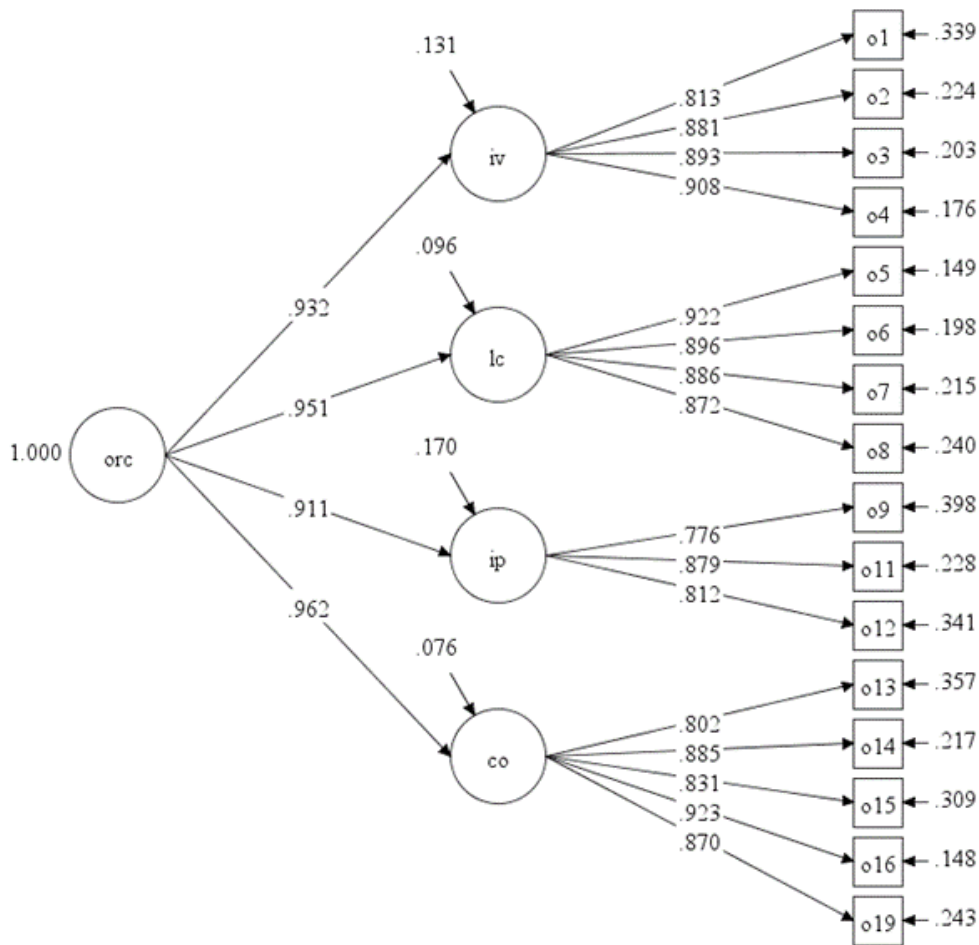 .131
o1
.339
.813
o2
.224
.881
iv
.893
o3
.203
.908
o4
.176
.096
o5
.149
.932
.922
o6
.198
lc
.896
.886
o7
.215
.951
.872
1.000
orc
o8
.240
.170
.911
o9
.398
.776
ip
.879
o11
.228
.812
.962
o12
.341
.076
o13
.357
.802
o14
.217
co
.885
.831
o15
.309
.923
.870
o16
.148
o19
.243